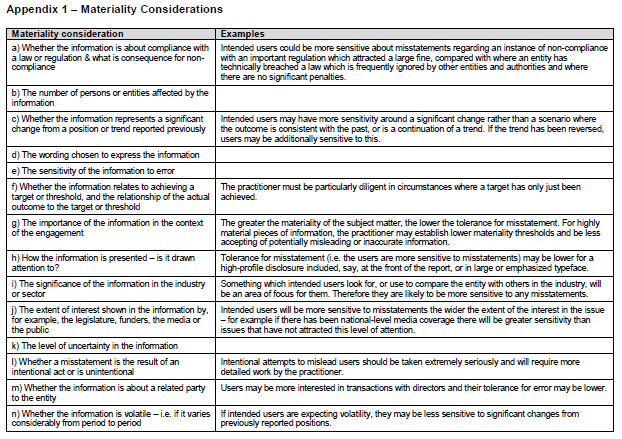 Appendix 1 – Materiality Considerations
Materiality consideration
Examples
a) Whether the information is about compliance with
a law or regulation & what is consequence for non-
compliance
Intended users could be more sensitive about misstatements regarding an instance of non-compliance
with an important regulation which attracted a large fine, compared with where an entity has
technically breached a law which is frequently ignored by other entities and authorities and where
there are no significant penalties.
b) The number of persons or entities affected by the
information
c) Whether the information represents a significant
change from a position or trend reported previously
Intended users may have more sensitivity around a significant change rather than a scenario where
the outcome is consistent with the past, or is a continuation of a trend. If the trend has been reversed,
users may be additionally sensitive to this.
d) The wording chosen to express the information
e) The sensitivity of the information to error
f) Whether the information relates to achieving a
target or threshold, and the relationship of the actual
outcome to the target or threshold
The practitioner must be particularly diligent in circumstances where a target has only just been
achieved.
g) The importance of the information in the context
of the engagement
The greater the materiality of the subject matter, the lower the tolerance for misstatement. For highly
material pieces of information, the practitioner may establish lower materiality thresholds and be less
accepting of potentially misleading or inaccurate information.
h) How the information is presented – is it drawn
attention to?
Tolerance for misstatement (i.e. the users are more sensitive to misstatements) may be lower for a
high-profile disclosure included, say, at the front of the report, or in large or emphasized typeface.
i) The significance of the information in the industry
or sector
Something which intended users look for, or use to compare the entity with others in the industry, will
be an area of focus for them. Therefore they are likely to be more sensitive to any misstatements.
j) The extent of interest shown in the information by,
for example, the legislature, funders, the media or
the public
Intended users will be more sensitive to misstatements the wider the extent of the interest in the issue
– for example if there has been national-level media coverage there will be greater sensitivity than
issues that have not attracted this level of attention.
k) The level of uncertainty in the information
l) Whether a misstatement is the result of an
intentional act or is unintentional
Intentional attempts to mislead users should be taken extremely seriously and will require more
detailed work by the practitioner.
m) Whether the information is about a related party
to the entity
Users may be more interested in transactions with directors and their tolerance for error may be lower.
n) Whether the information is volatile – i.e. if it varies
considerably from period to period
If intended users are expecting volatility, they may be less sensitive to significant changes from
previously reported positions.